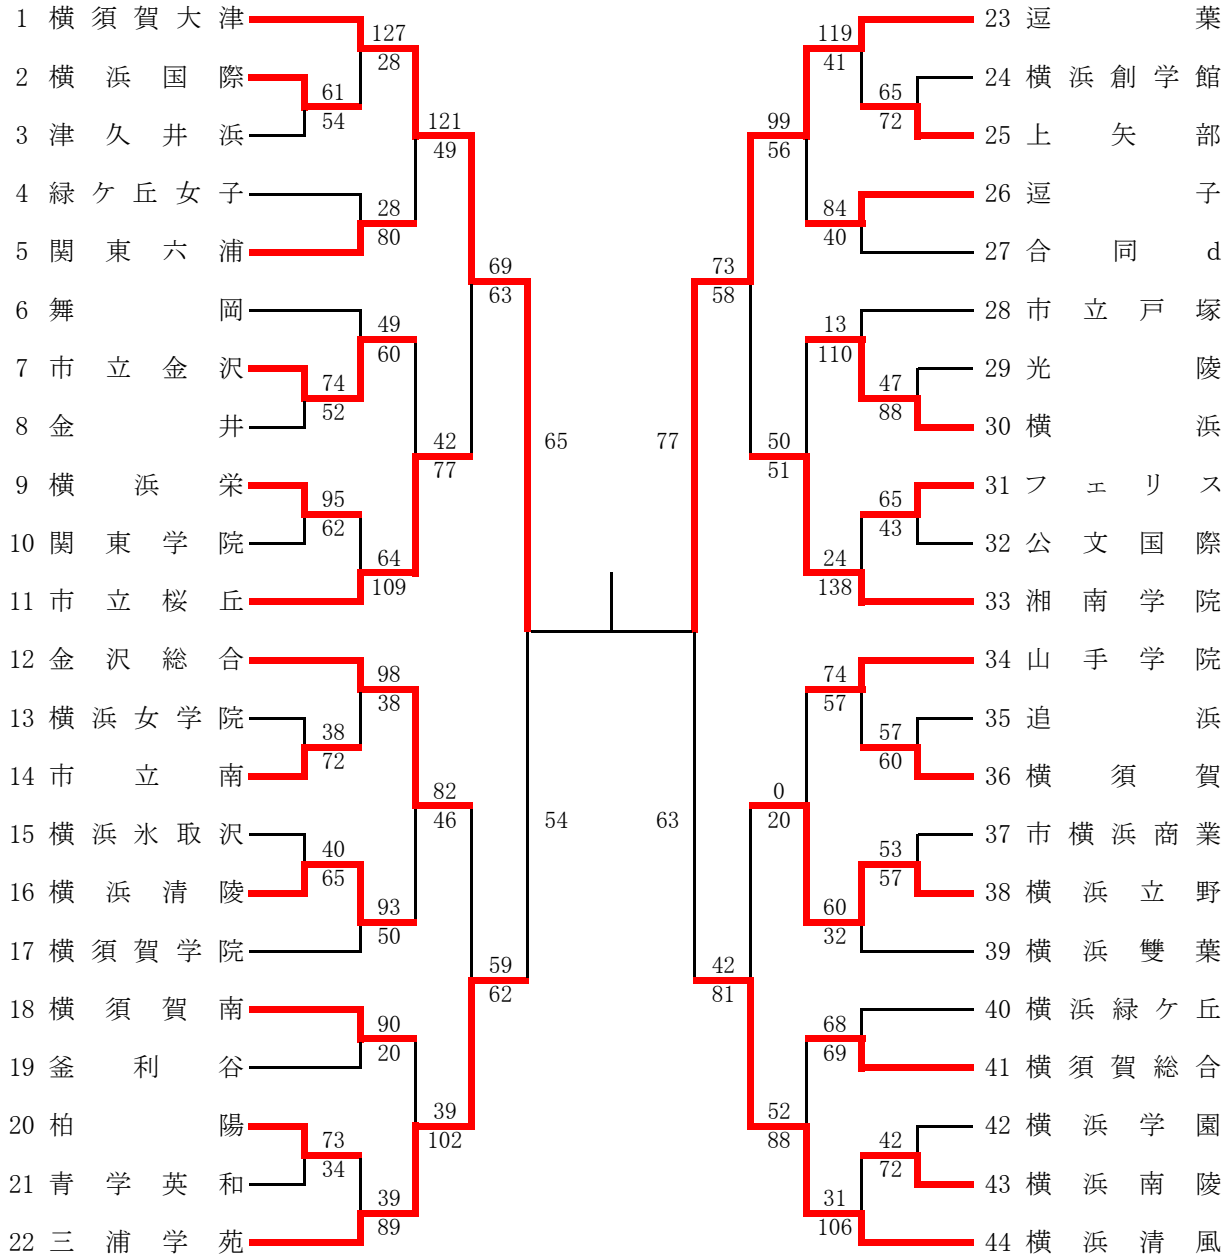 1 横須賀大津
2 横浜国際
3 津久井浜
4 緑ケ丘女子
5 関東六浦
6 舞岡
7 市立金沢
8 金井
9 横浜栄
10 関東学院
11 市立桜丘
12 金沢総合
13 横浜女学院
14 市立南
15 横浜氷取沢
16 横浜清陵
17 横須賀学院
18 横須賀南
19 釜利谷
20 柏陽
21 青学英和
22 三浦学苑
61
54
74
52
95
62
38
72
40
65
73
34
127
28
28
80
49
60
64
109
98
38
93
50
90
20
39
89
121
49
42
77
82
46
39
102
69
63
59
62
65
54
77
63
73
58
42
81
99
56
50
51
0
20
52
88
119
41
84
40
13
110
24
138
74
57
60
32
68
69
31
106
65
72
47
88
65
43
57
60
53
57
42
72
23 逗葉
24 横浜創学館
25 上矢部
26 逗子
27 合同d
28 市立戸塚
29 光陵
30 横浜
31 フェリス
32 公文国際
33 湘南学院
34 山手学院
35 追浜
36 横須賀
37 市横浜商業
38 横浜立野
39 横浜雙葉
40 横浜緑ケ丘
41 横須賀総合
42 横浜学園
43 横浜南陵
44 横浜清風